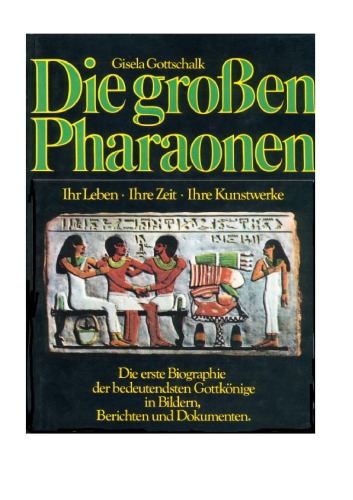 Gisela Gottschalk
Die großen
Pharaonen
Ihr Leben · Ihre Zeit · Ihre Kunstwerke
Die erste Biographie
der bedeutendsten Gottkönige
in Bildern,
Berichten und Dokumenten.